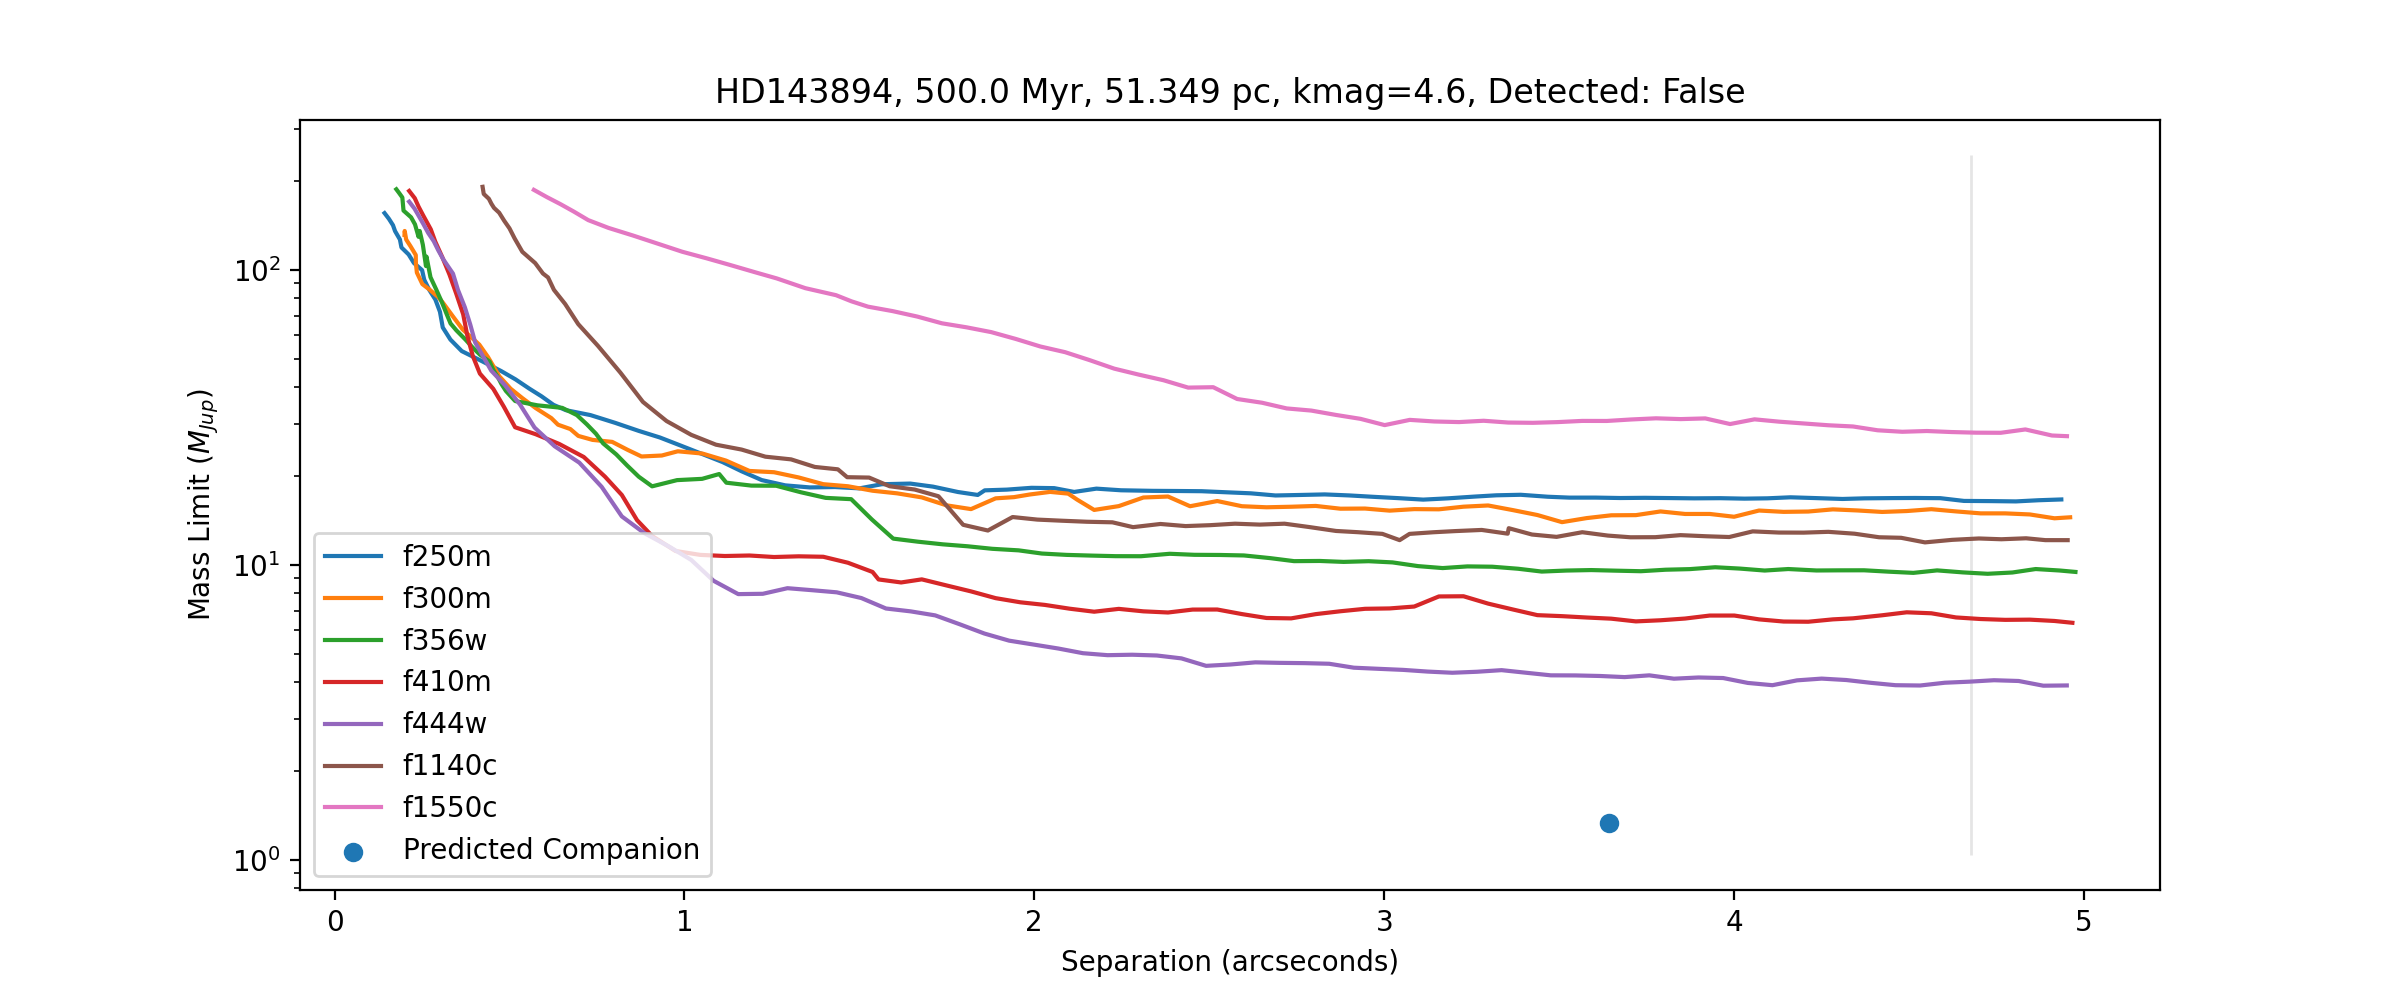 HD143894, 500.0 Myr, 51.349 pc, kmag=4.6, Detected: False
Mass Limit (M_Jup)
10²
10¹
10⁰
f250m
f300m
f356w
f410m
f444w
f1140c
f1550c
Predicted Companion
0 1 2 3 4 5
Separation (arcseconds)